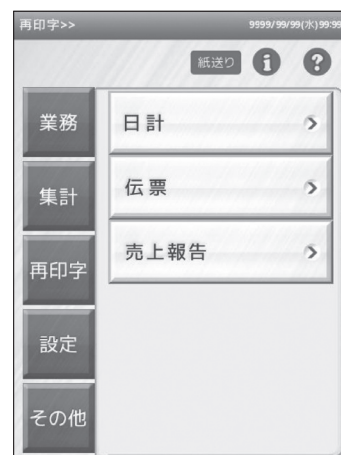 再印字>> 9999/99/99(水)99:99
紙送り i ?
業務
集計
再印字
設定
その他
日計
伝票
売上報告